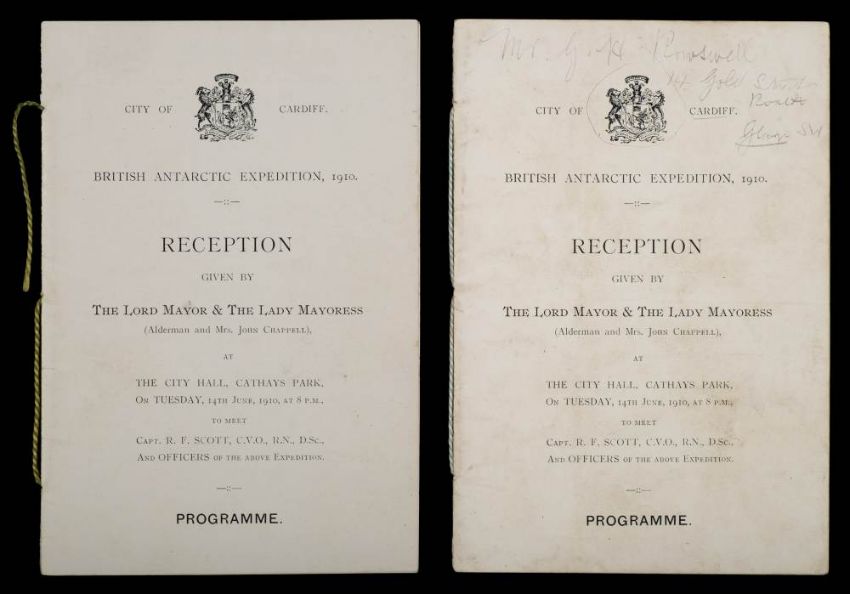 CITY OF CARDIFF.
BRITISH ANTARCTIC EXPEDITION, 1910.
RECEPTION
GIVEN BY
THE LORD MAYOR & THE LADY MAYORESS
(Alderman and Mrs. JOHN CHAPPELL),
AT
THE CITY HALL, CATHAYS PARK,
ON TUESDAY, 14TH JUNE, 1910, AT 8 P.M.,
TO MEET
CAPT. R. F. SCOTT, C.V.O., R.N., D.SC.,
AND OFFICERS OF THE ABOVE EXPEDITION.
PROGRAMME.
Mr. G. H. Rowswell
14 Gold
CITY OF CARDIFF.
BRITISH ANTARCTIC EXPEDITION, 1910.
RECEPTION
GIVEN BY
THE LORD MAYOR & THE LADY MAYORESS
(Alderman and Mrs. JOHN CHAPPELL),
AT
THE CITY HALL, CATHAYS PARK,
ON TUESDAY, 14TH JUNE, 1910, AT 8 P.M.,
TO MEET
CAPT. R. F. SCOTT, C.V.O., R.N., D.SC.,
AND OFFICERS OF THE ABOVE EXPEDITION.
PROGRAMME.